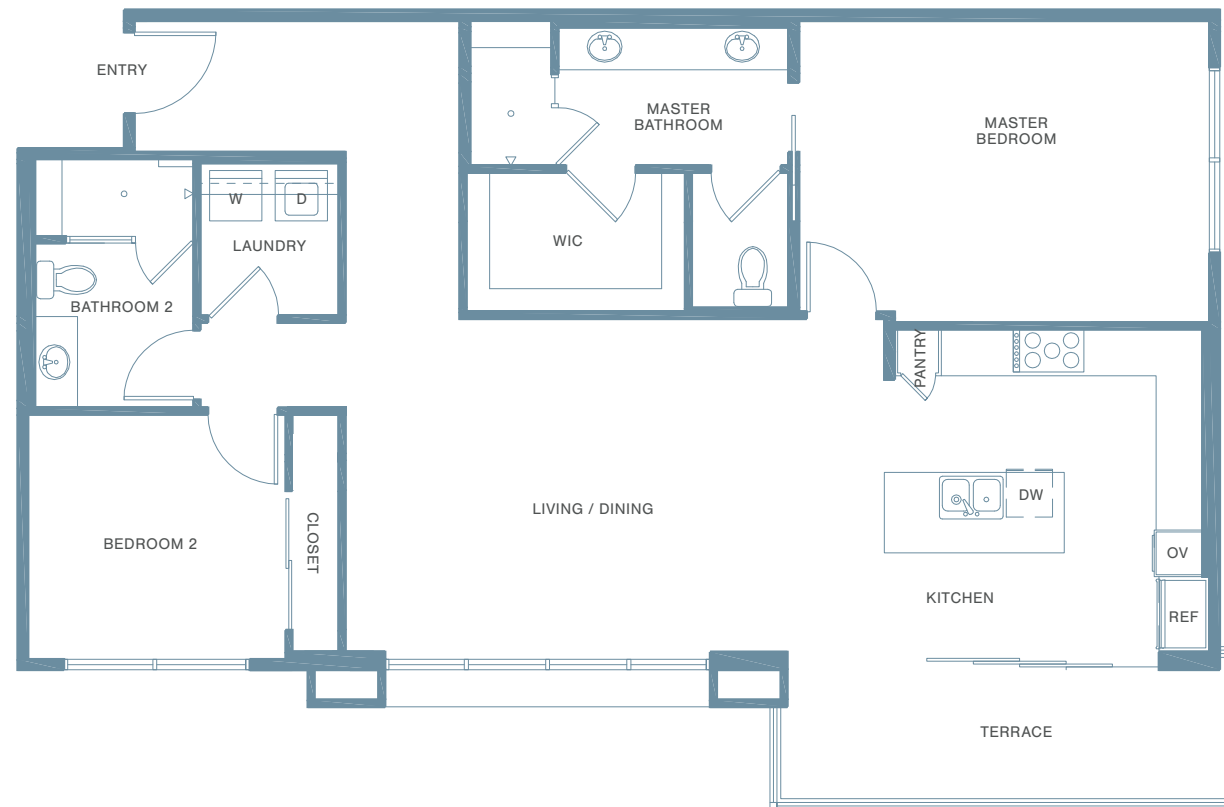 ENTRY
MASTER
BATHROOM
MASTER
BEDROOM
W
D
LAUNDRY
WIC
BATHROOM 2
PANTRY
LIVING / DINING
DW
CLOSET
BEDROOM 2
OV
KITCHEN
REF
TERRACE